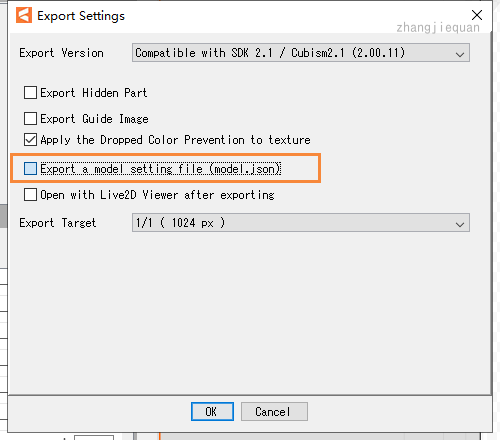 Export Settings
zhangjiequan
Export Version Compatible with SDK 2.1 / Cubism2.1 (2.00.11)
Export Hidden Part
Export Guide Image
Apply the Dropped Color Prevention to texture
Export a model setting file (model.json)
Open with Live2D Viewer after exporting
Export Target 1/1 ( 1024 px )
OK Cancel